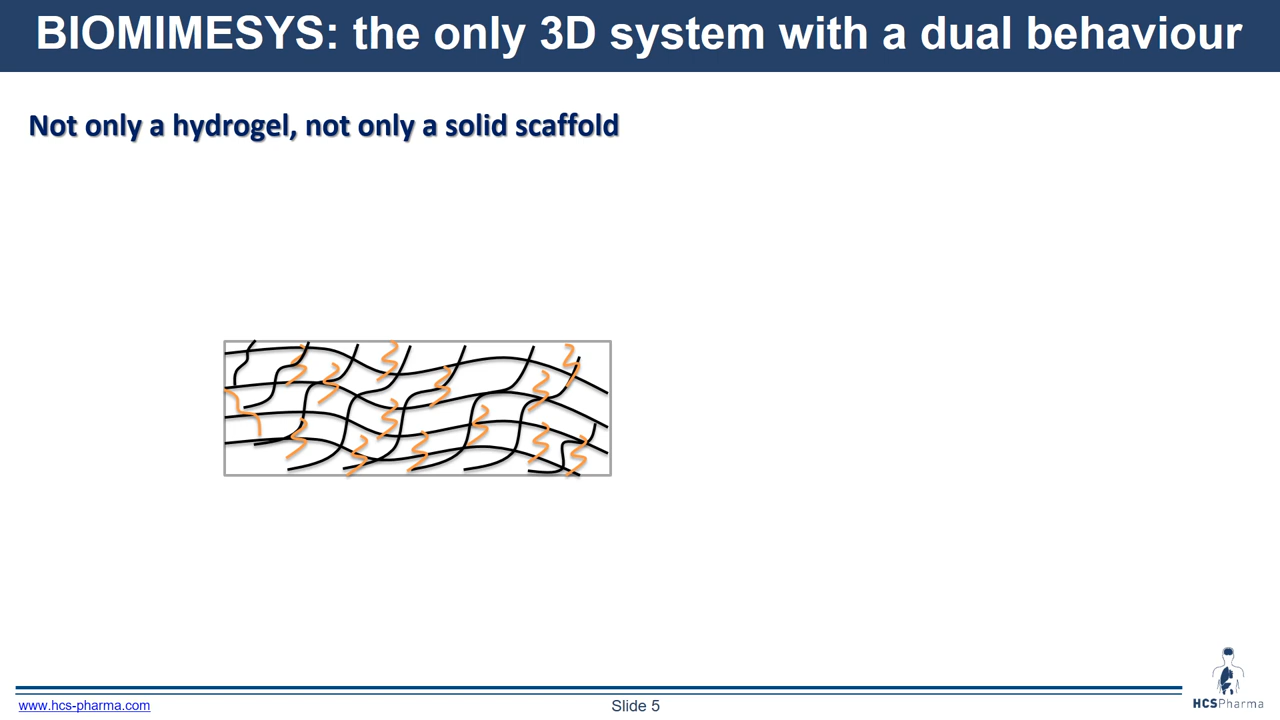 BIOMIMESYS: the only 3D system with a dual behaviour
Not only a hydrogel, not only a solid scaffold
www.hcs-pharma.com
Slide 5
HCSPharma